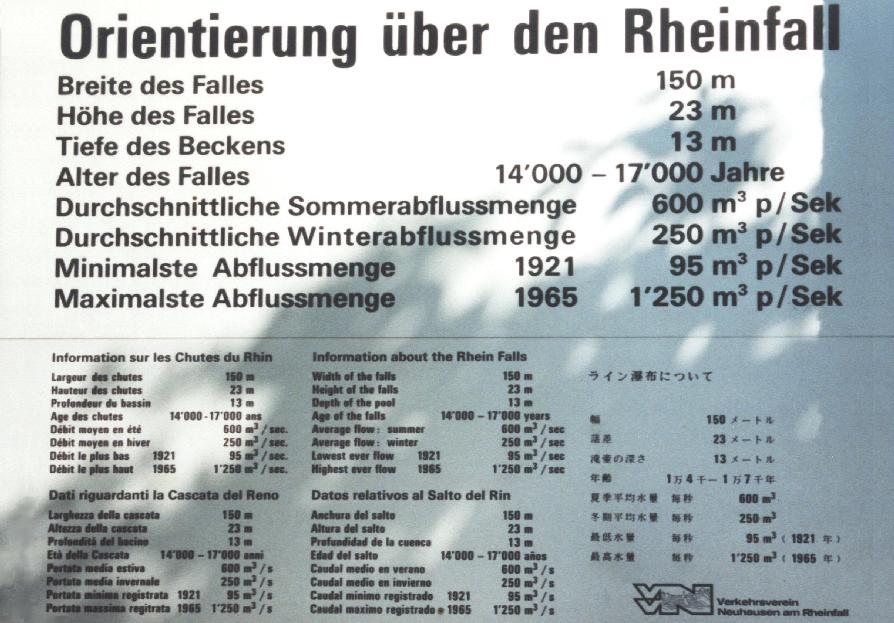 Orientierung über den Rheinfall
Breite des Falles 150 m
Höhe des Falles 23 m
Tiefe des Beckens 13 m
Alter des Falles 14'000 – 17'000 Jahre
Durchschnittliche Sommerabflussmenge 600 m³ p/Sek
Durchschnittliche Winterabflussmenge 250 m³ p/Sek
Minimalste Abflussmenge 1921 95 m³ p/Sek
Maximalste Abflussmenge 1965 1'250 m³ p/Sek
Information sur les Chutes du Rhin
Largeur des chutes 150 m
Hauteur des chutes 23 m
Profondeur du bassin 13 m
Age des chutes 14'000-17'000 ans
Débit moyen en été 600 m³/sec.
Débit moyen en hiver 250 m³/sec.
Débit le plus bas 1921 95 m³/sec.
Débit le plus haut 1965 1'250 m³/sec.
Information about the Rhein Falls
Width of the falls 150 m
Height of the falls 23 m
Depth of the pool 13 m
Age of the falls 14'000 – 17'000 years
Average flow: summer 600 m³/sec
Average flow: winter 250 m³/sec
Lowest ever flow 1921 95 m³/sec
Highest ever flow 1965 1'250 m³/sec
ライン瀑布について
幅 150 メートル
落差 23 メートル
滝壷の深さ 13 メートル
年齢 1万4千ー1万7千年
夏季平均水量 毎秒 600 m³
冬期平均水量 毎秒 250 m³
最低水量 毎秒 95 m³ ( 1921 年 )
最高水量 毎秒 1'250 m³ ( 1965 年 )
Dati riguardanti la Cascata del Reno
Larghezza della cascata 150 m
Altezza della cascata 23 m
Profondità del bacino 13 m
Età della Cascata 14'000 – 17'000 anni
Portata media estiva 600 m³/s
Portata media invernale 250 m³/s
Portata minima registrata 1921 95 m³/s
Portata massima regitrata 1965 1'250 m³/s
Datos relativos al Salto del Rin
Anchura del salto 150 m
Altura del salto 23 m
Profundidad de la cuenca 13 m
Edad del salto 14'000 – 17'000 años
Caudal medio en verano 600 m³/s
Caudal medio en invierno 250 m³/s
Caudal minimo registrado 1921 95 m³/s
Caudal maximo registrado 1965 1'250 m³/s
VVN Verkehrsverein
Neuhausen am Rheinfall